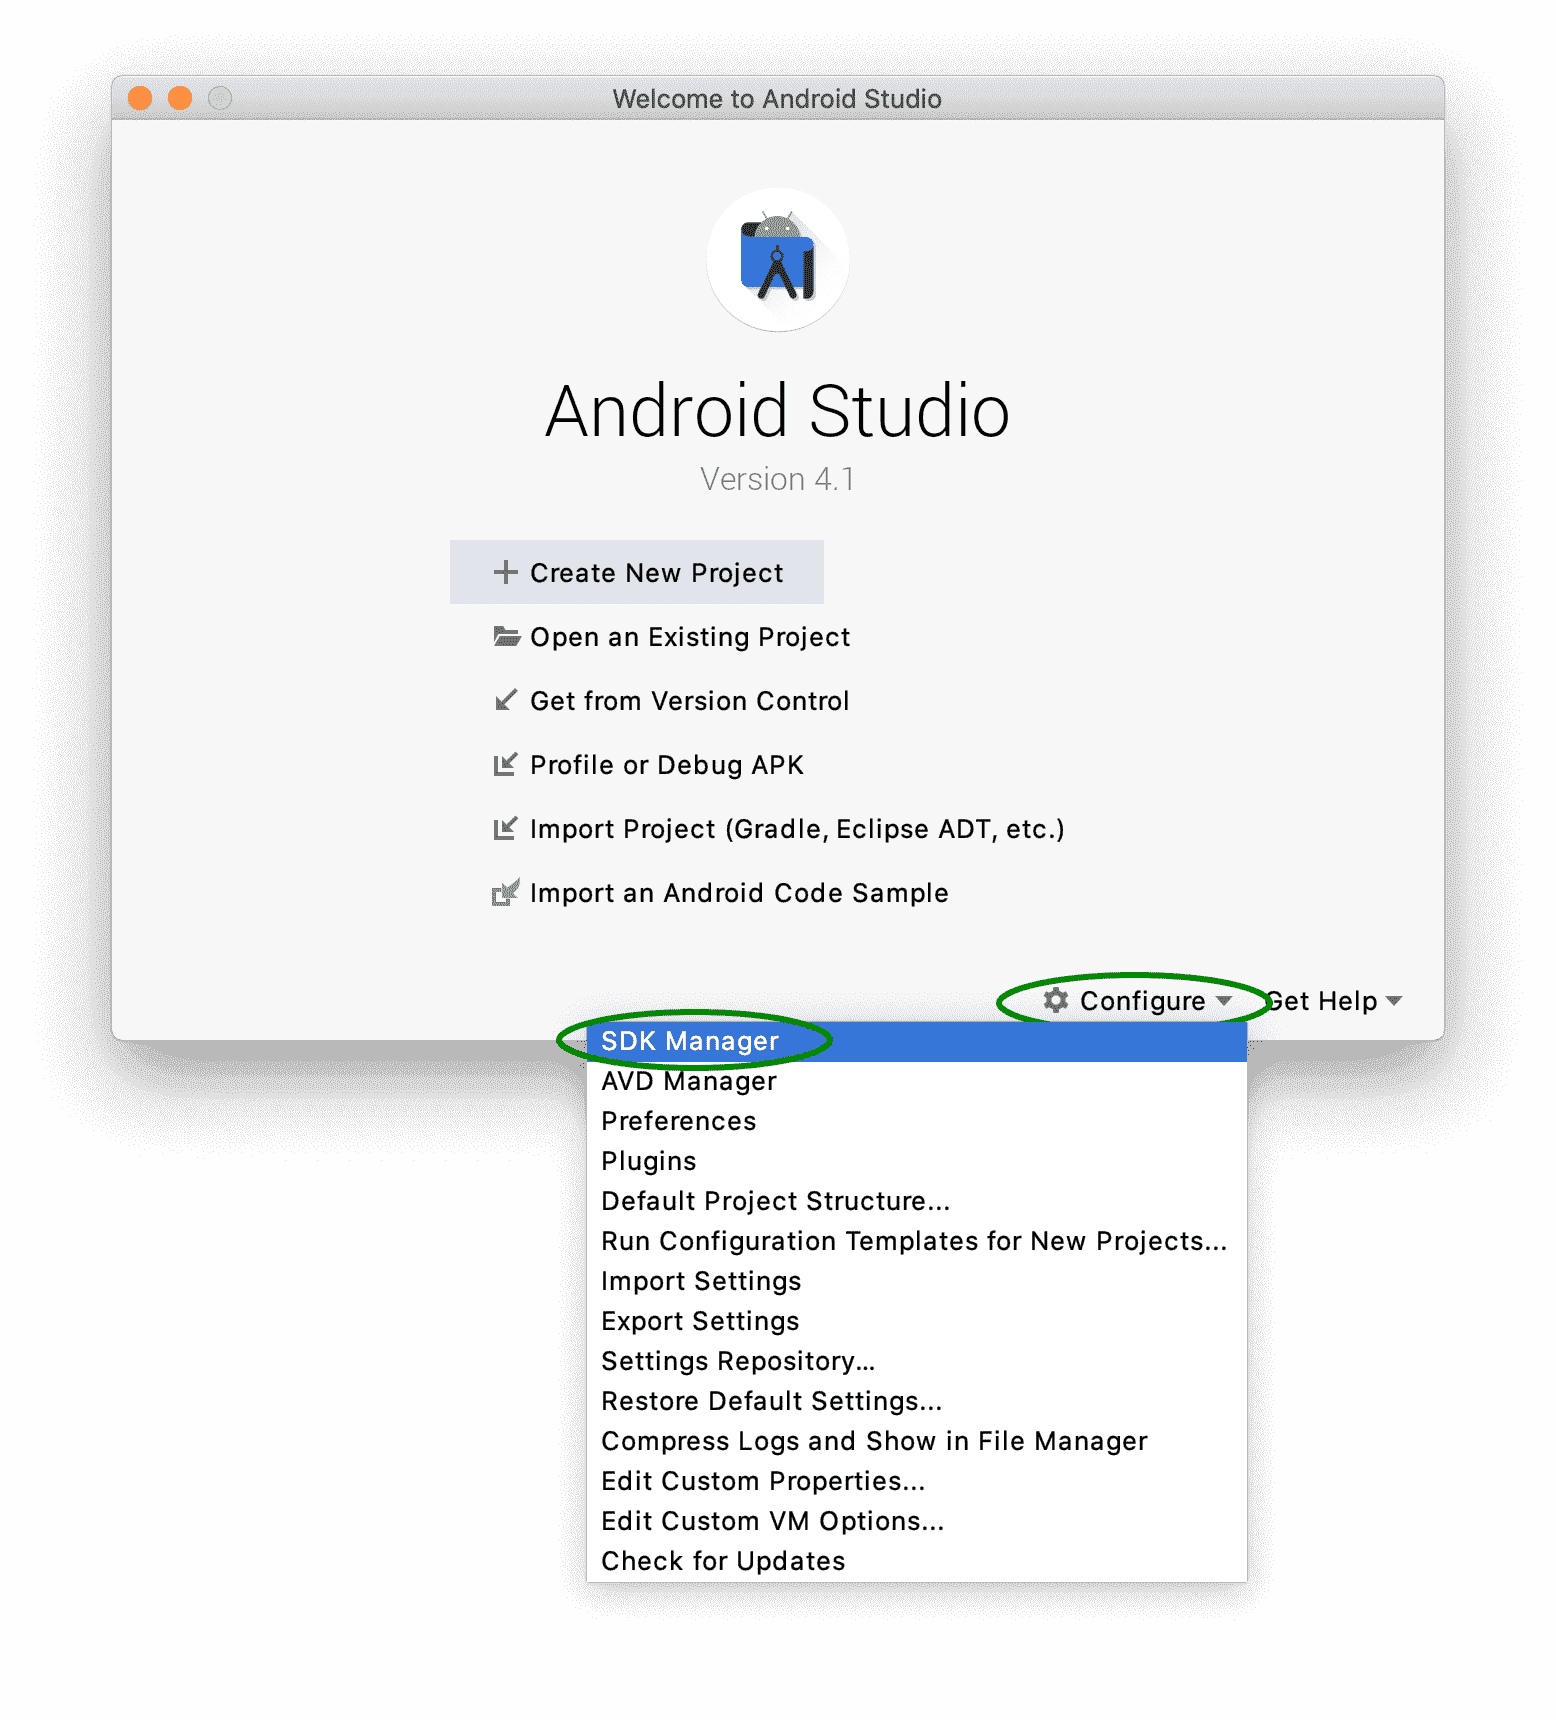 Welcome to Android Studio
Android Studio
Version 4.1
Create New Project
Open an Existing Project
Get from Version Control
Profile or Debug APK
Import Project (Gradle, Eclipse ADT, etc.)
Import an Android Code Sample
Configure Get Help
SDK Manager
AVD Manager
Preferences
Plugins
Default Project Structure...
Run Configuration Templates for New Projects...
Import Settings
Export Settings
Settings Repository...
Restore Default Settings...
Compress Logs and Show in File Manager
Edit Custom Properties...
Edit Custom VM Options...
Check for Updates